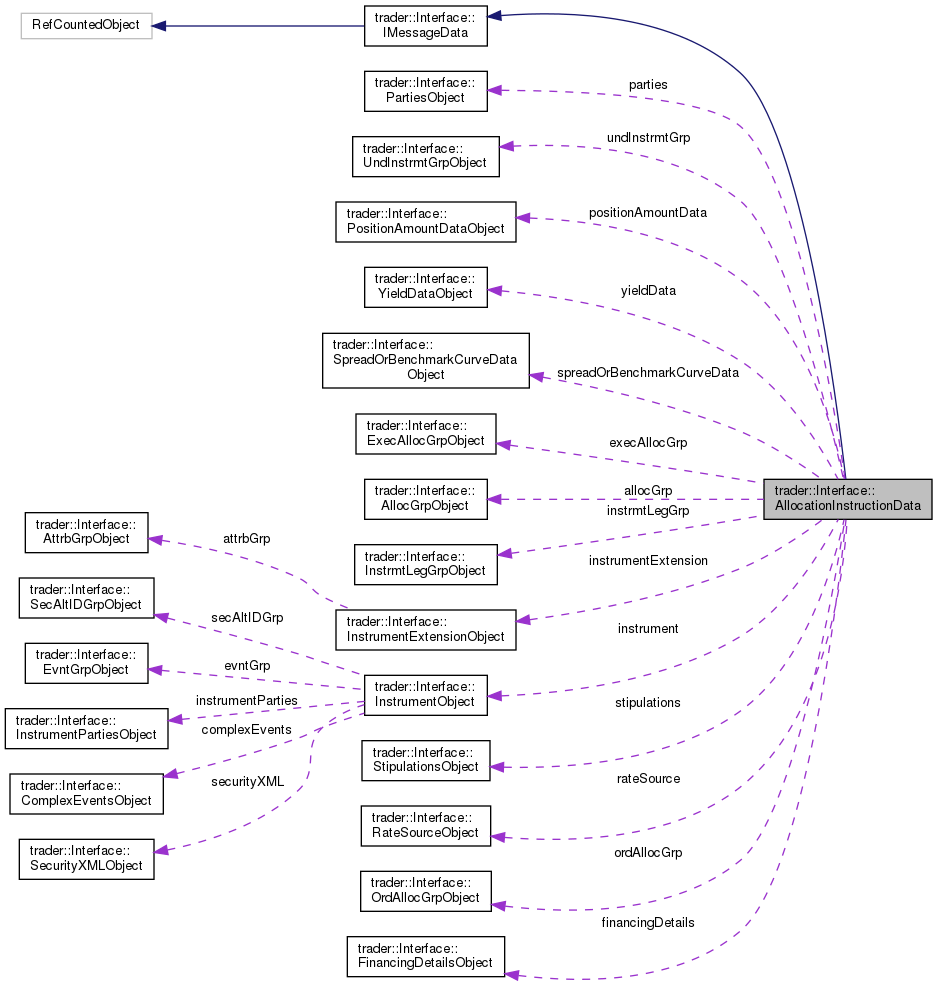 RefCountedObject
trader::Interface::
IMessageData
trader::Interface::
PartiesObject
parties
trader::Interface::
UndInstrmtGrpObject
undInstrmtGrp
trader::Interface::
PositionAmountDataObject
positionAmountData
trader::Interface::
YieldDataObject
yieldData
trader::Interface::
SpreadOrBenchmarkCurveData
Object
spreadOrBenchmarkCurveData
trader::Interface::
ExecAllocGrpObject
execAllocGrp
trader::Interface::
AllocGrpObject
allocGrp
trader::Interface::
AllocationInstructionData
trader::Interface::
InstrmtLegGrpObject
instrmtLegGrp
trader::Interface::
AttrbGrpObject
attrbGrp
trader::Interface::
InstrumentExtensionObject
instrumentExtension
trader::Interface::
SecAltIDGrpObject
secAltIDGrp
trader::Interface::
EvntGrpObject
evntGrp
trader::Interface::
InstrumentObject
instrument
trader::Interface::
InstrumentPartiesObject
instrumentParties
trader::Interface::
ComplexEventsObject
complexEvents
trader::Interface::
SecurityXMLObject
securityXML
trader::Interface::
StipulationsObject
stipulations
trader::Interface::
RateSourceObject
rateSource
trader::Interface::
OrdAllocGrpObject
ordAllocGrp
trader::Interface::
FinancingDetailsObject
financingDetails